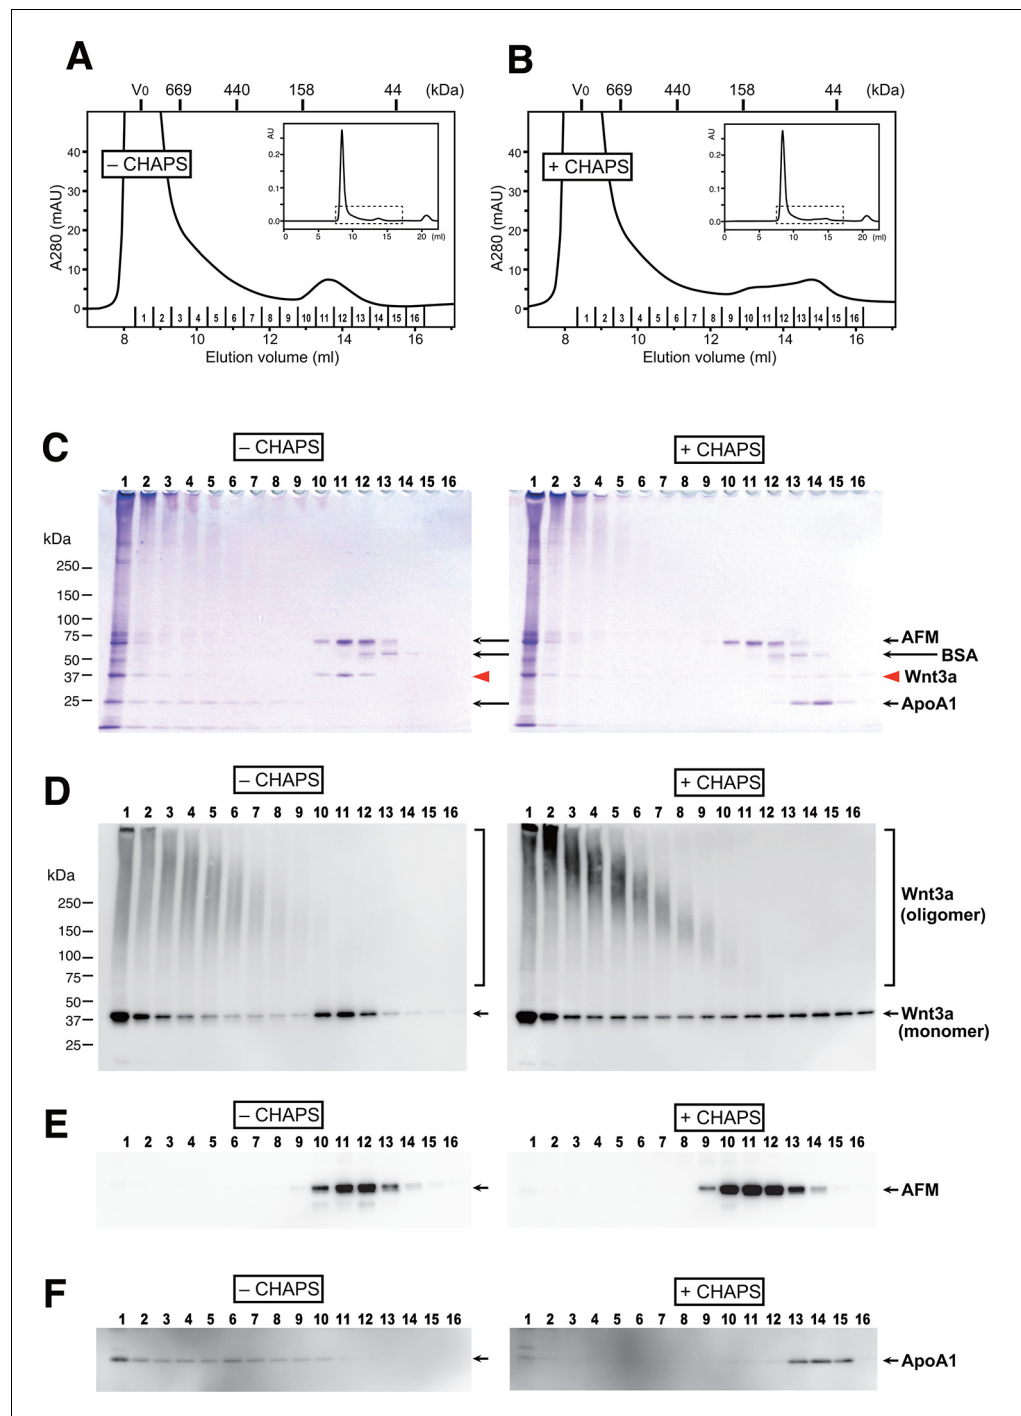 A
V0 669 440 158 44 (kDa)
– CHAPS
A280 (mAU)
40
30
20
10
0
AU
0.2
0.1
0.0
0 5 10 15 20 (ml)
1 2 3 4 5 6 7 8 9 10 11 12 13 14 15 16
8 10 12 14 16
Elution volume (ml)
B
V0 669 440 158 44 (kDa)
+ CHAPS
A280 (mAU)
40
30
20
10
0
AU
0.2
0.1
0.0
0 5 10 15 20 (ml)
1 2 3 4 5 6 7 8 9 10 11 12 13 14 15 16
8 10 12 14 16
Elution volume (ml)
C
– CHAPS
1 2 3 4 5 6 7 8 9 10 11 12 13 14 15 16
kDa
250
150
100
75
50
37
25
+ CHAPS
1 2 3 4 5 6 7 8 9 10 11 12 13 14 15 16
AFM
BSA
Wnt3a
ApoA1
D
– CHAPS
1 2 3 4 5 6 7 8 9 10 11 12 13 14 15 16
kDa
250
150
100
75
50
37
25
+ CHAPS
1 2 3 4 5 6 7 8 9 10 11 12 13 14 15 16
Wnt3a
(oligomer)
Wnt3a
(monomer)
E
– CHAPS
1 2 3 4 5 6 7 8 9 10 11 12 13 14 15 16
+ CHAPS
1 2 3 4 5 6 7 8 9 10 11 12 13 14 15 16
AFM
F
– CHAPS
1 2 3 4 5 6 7 8 9 10 11 12 13 14 15 16
+ CHAPS
1 2 3 4 5 6 7 8 9 10 11 12 13 14 15 16
ApoA1